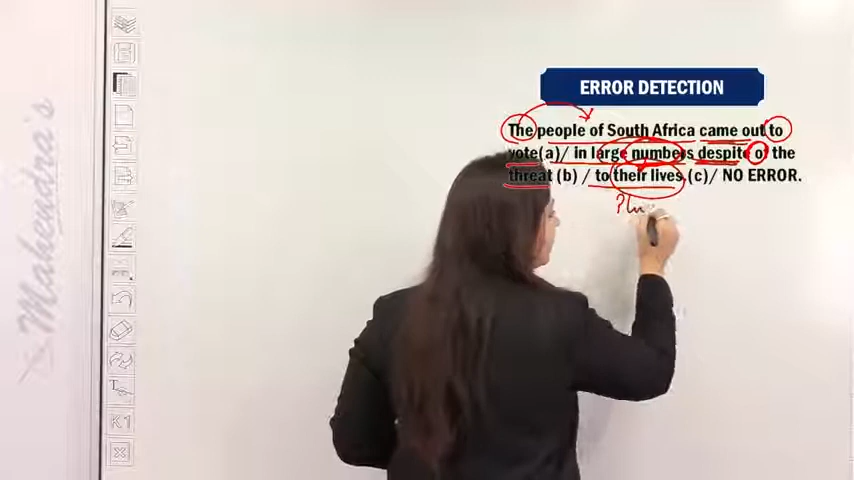 ERROR DETECTION
The people of South Africa came out to
vote(a)/ in large numbers despite of the
threat (b) / to their lives.(c)/ NO ERROR.
Mahendra's
K1